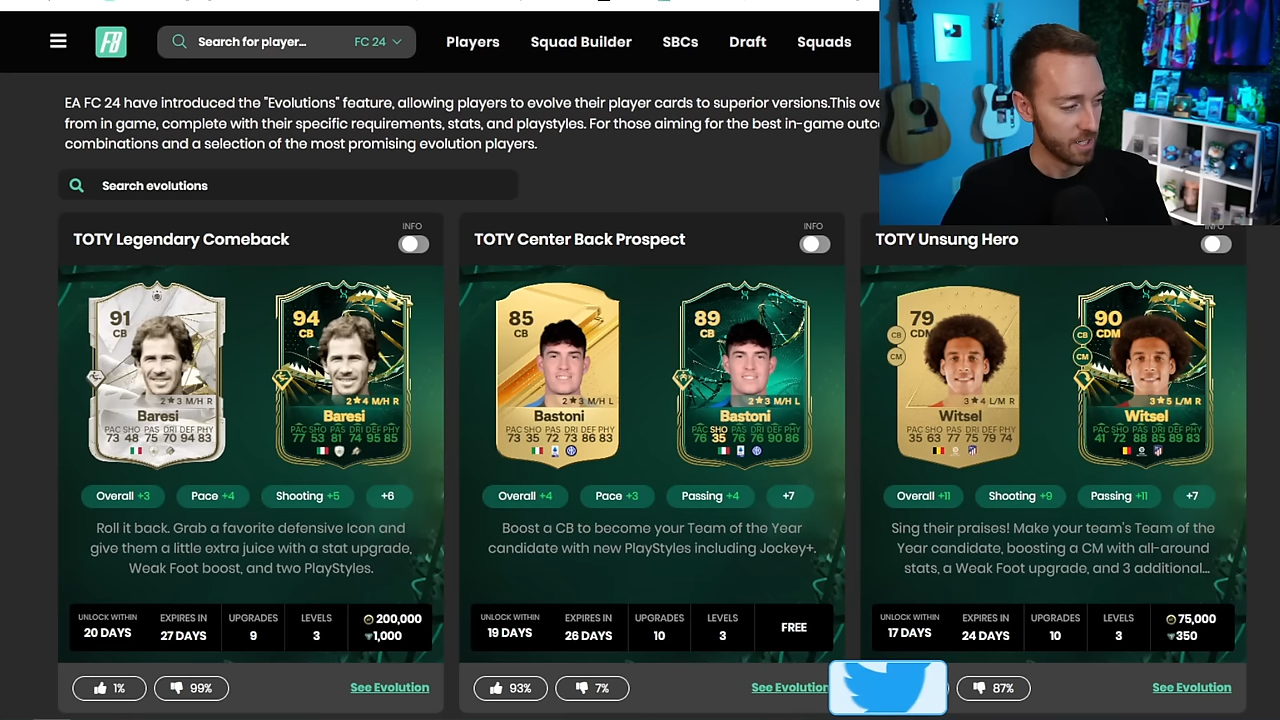 FB
Search for player...
FC 24
Players
Squad Builder
SBCs
Draft
Squads
EA FC 24 have introduced the "Evolutions" feature, allowing players to evolve their player cards to superior versions.This ove
from in game, complete with their specific requirements, stats, and playstyles. For those aiming for the best in-game outc
combinations and a selection of the most promising evolution players.
Search evolutions
TOTY Legendary Comeback
INFO
91
CB
2★3 M/H R
Baresi
PAC SHO PAS DRI DEF PHY
73 48 75 70 94 83
94
CB
2★4 M/H R
Baresi
PAC SHO PAS DRI DEF PHY
77 53 81 74 95 85
Overall +3
Pace +4
Shooting +5
+6
Roll it back. Grab a favorite defensive Icon and
give them a little extra juice with a stat upgrade,
Weak Foot boost, and two PlayStyles.
UNLOCK WITHIN
20 DAYS
EXPIRES IN
27 DAYS
UPGRADES
9
LEVELS
3
200,000
1,000
1%
99%
See Evolution
TOTY Center Back Prospect
INFO
85
CB
2★3 M/H L
Bastoni
PAC SHO PAS DRI DEF PHY
73 35 72 73 86 83
89
CB
2★3 M/H L
Bastoni
PAC SHO PAS DRI DEF PHY
76 35 76 76 90 86
Overall +4
Pace +3
Passing +4
+7
Boost a CB to become your Team of the Year
candidate with new PlayStyles including Jockey+.
UNLOCK WITHIN
19 DAYS
EXPIRES IN
26 DAYS
UPGRADES
10
LEVELS
3
FREE
93%
7%
See Evolution
TOTY Unsung Hero
INFO
79
CDM
CB
CM
3★4 L/M R
Witsel
PAC SHO PAS DRI DEF PHY
35 63 77 75 79 74
90
CDM
CB
CM
3★5 L/M R
Witsel
PAC SHO PAS DRI DEF PHY
41 72 88 85 89 83
Overall +11
Shooting +9
Passing +11
+7
Sing their praises! Make your team's Team of the
Year candidate, boosting a CM with all-around
stats, a Weak Foot upgrade, and 3 additional...
UNLOCK WITHIN
17 DAYS
EXPIRES IN
24 DAYS
UPGRADES
10
LEVELS
3
75,000
350
87%
See Evolution